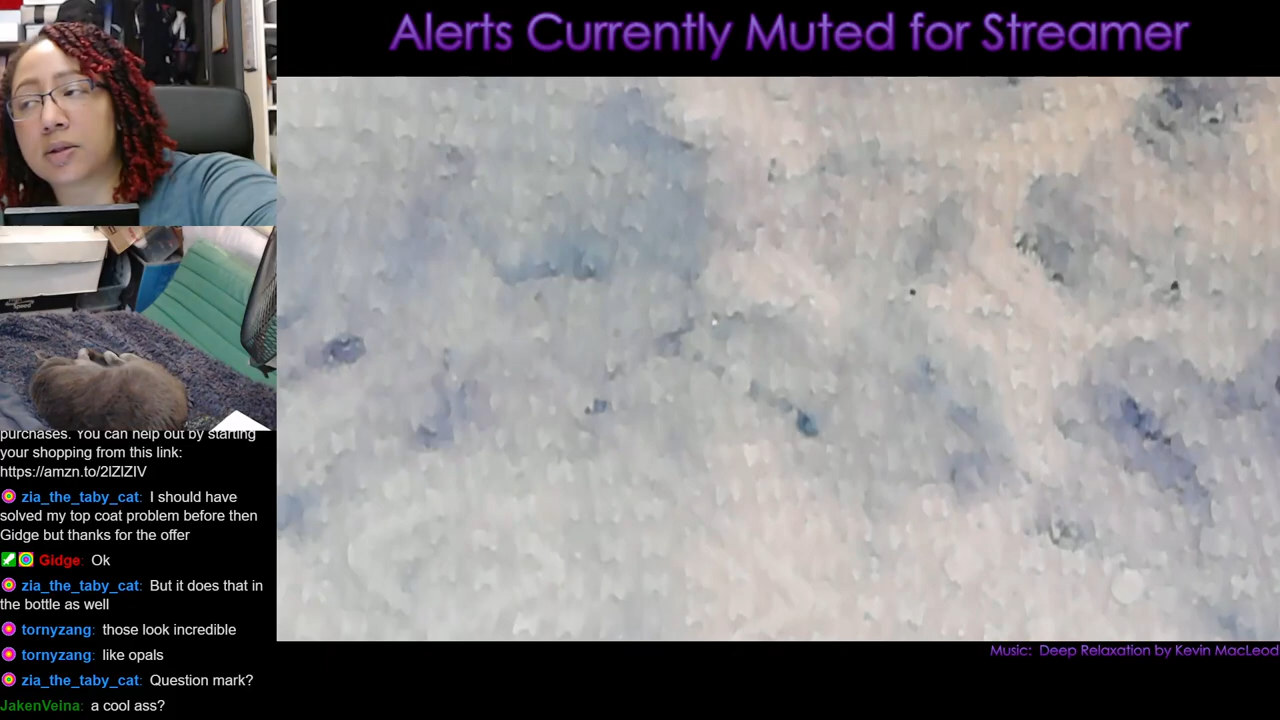 Alerts Currently Muted for Streamer
purchases. You can help out by starting
your shopping from this link:
https://amzn.to/2lZlZIV
zia_the_taby_cat: I should have
solved my top coat problem before then
Gidge but thanks for the offer
Gidge: Ok
zia_the_taby_cat: But it does that in
the bottle as well
tornyzang: those look incredible
tornyzang: like opals
zia_the_taby_cat: Question mark?
JakenVeina: a cool ass?
Music: Deep Relaxation by Kevin MacLeod